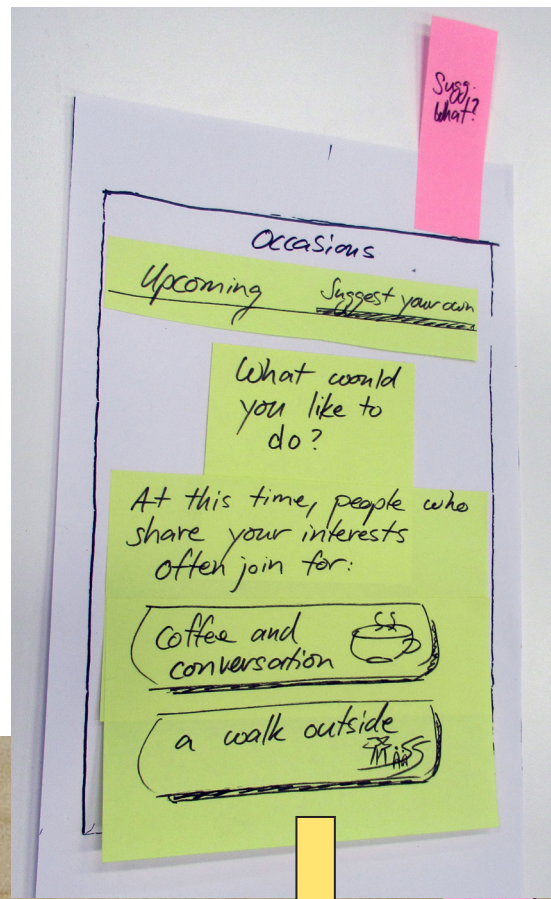 Sugg.
What?
Occasions
Upcoming Suggest your own
What would
you like to
do?
At this time, people who
share your interests
often join for:
coffee and
conversation
a walk outside